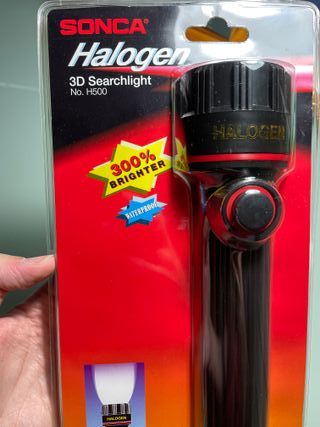 SONCA®
Halogen
3D Searchlight
No. H500
HALOGEN
300%
BRIGHTER
WATERPROOF
HALOGEN